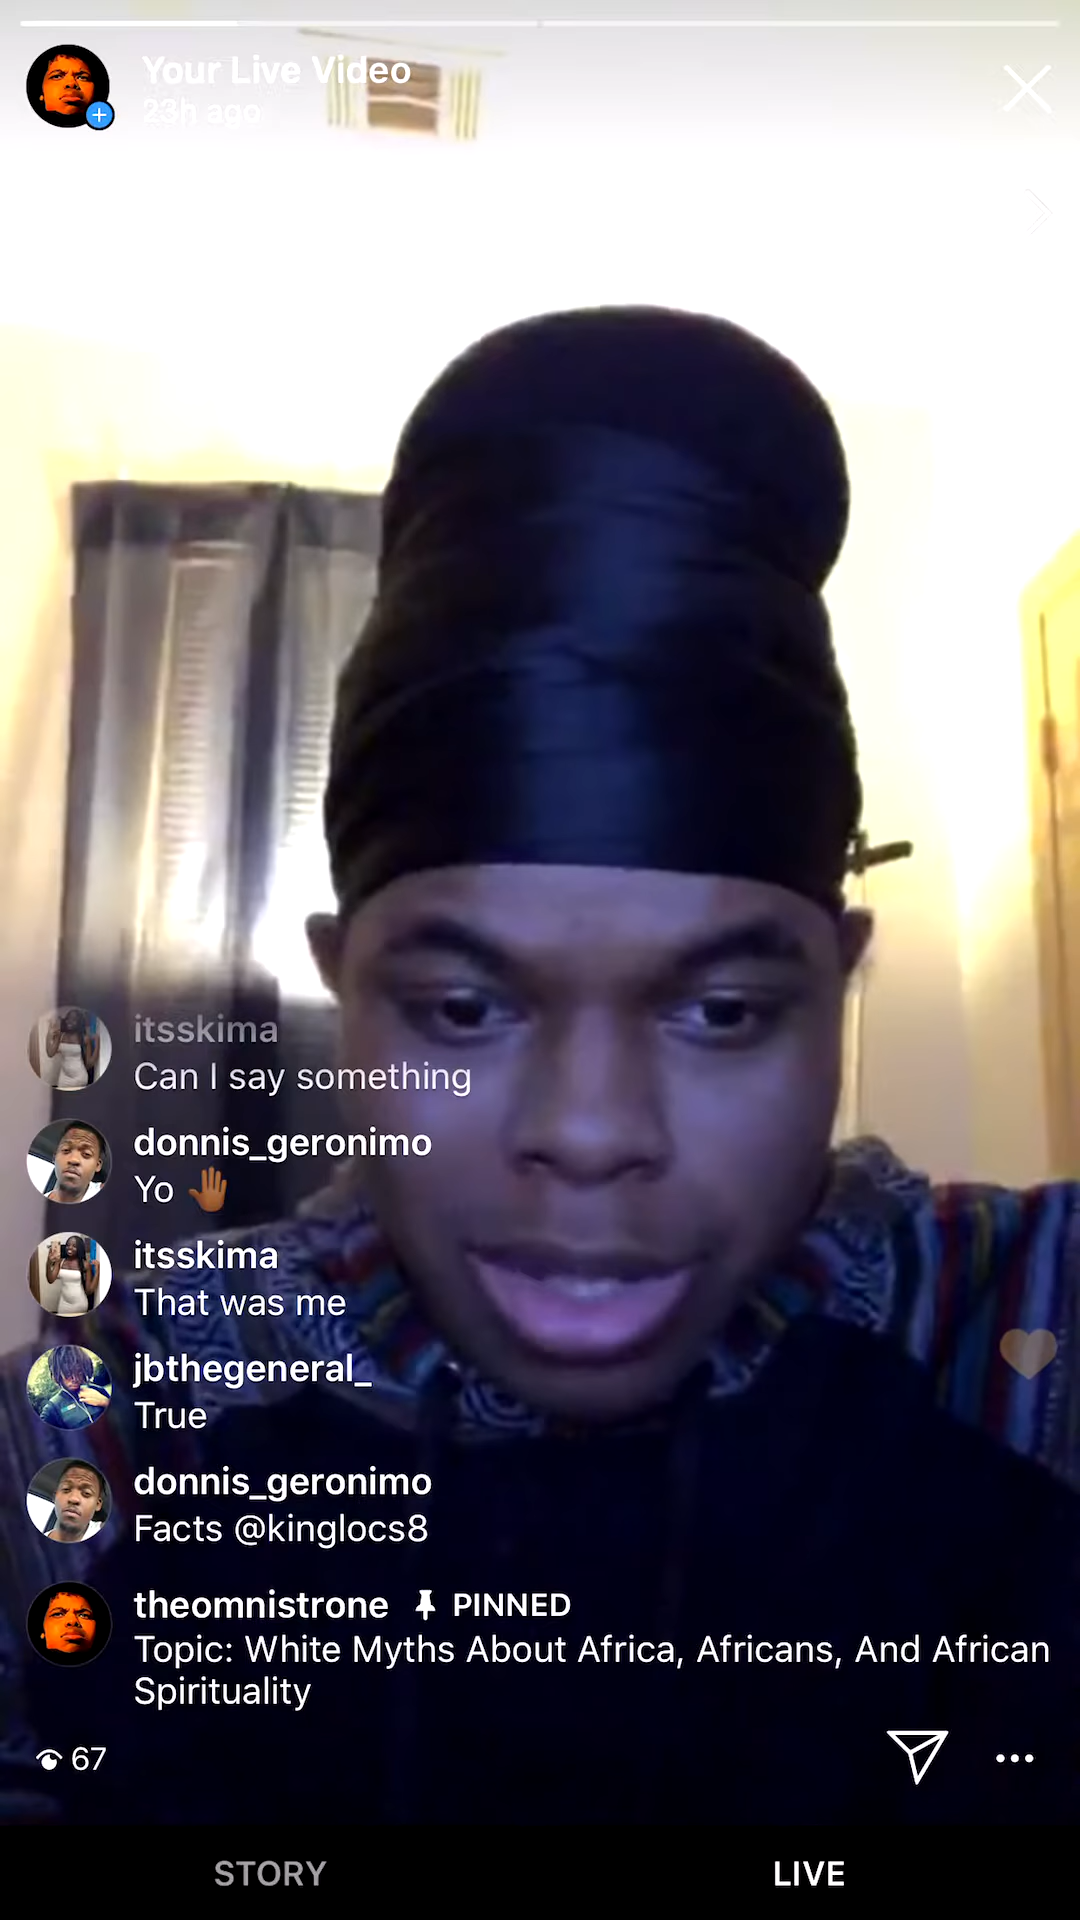 Your Live Video
23h ago
itsskima
Can I say something
donnis_geronimo
Yo 🤚🏾
itsskima
That was me
jbthegeneral_
True
donnis_geronimo
Facts @kinglocs8
theomnistrone PINNED
Topic: White Myths About Africa, Africans, And African
Spirituality
67
STORY LIVE